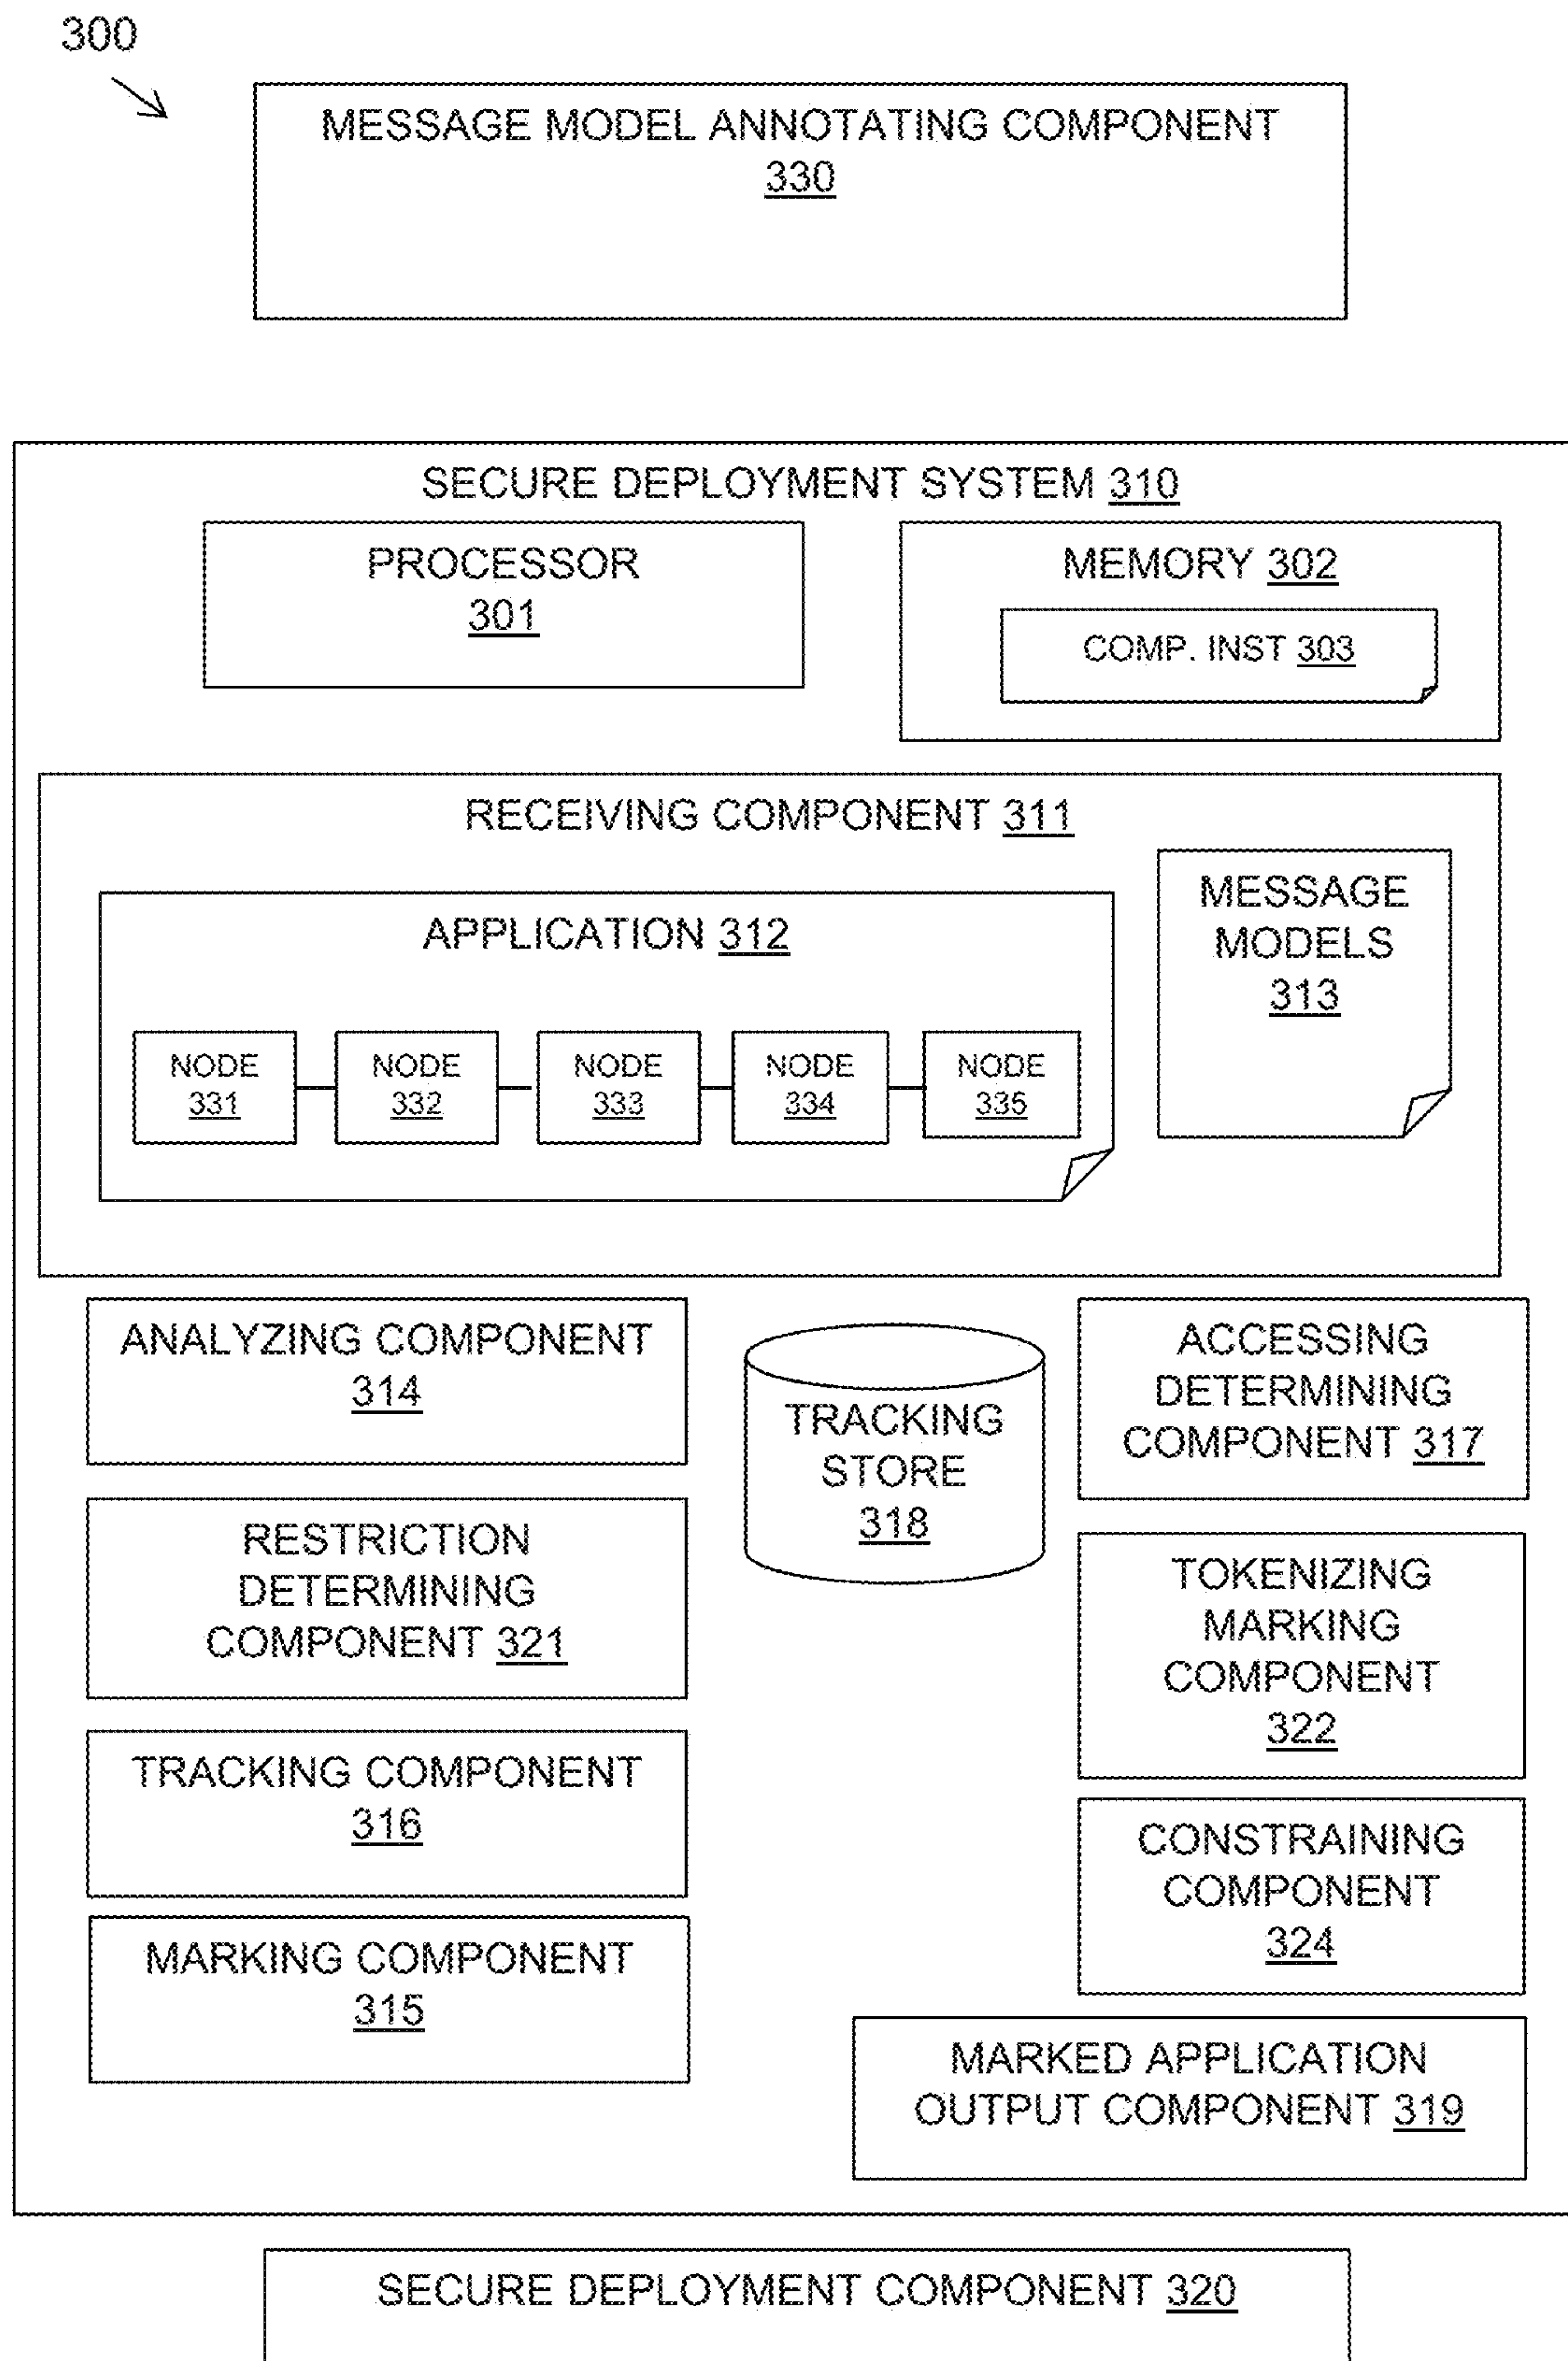 300
MESSAGE MODEL ANNOTATING COMPONENT
330
SECURE DEPLOYMENT SYSTEM 310
PROCESSOR
301
MEMORY 302
COMP. INST 303
RECEIVING COMPONENT 311
APPLICATION 312
NODE
331
NODE
332
NODE
333
NODE
334
NODE
335
MESSAGE
MODELS
313
ANALYZING COMPONENT
314
RESTRICTION
DETERMINING
COMPONENT 321
TRACKING COMPONENT
316
MARKING COMPONENT
315
TRACKING
STORE
318
ACCESSING
DETERMINING
COMPONENT 317
TOKENIZING
MARKING
COMPONENT
322
CONSTRAINING
COMPONENT
324
MARKED APPLICATION
OUTPUT COMPONENT 319
SECURE DEPLOYMENT COMPONENT 320